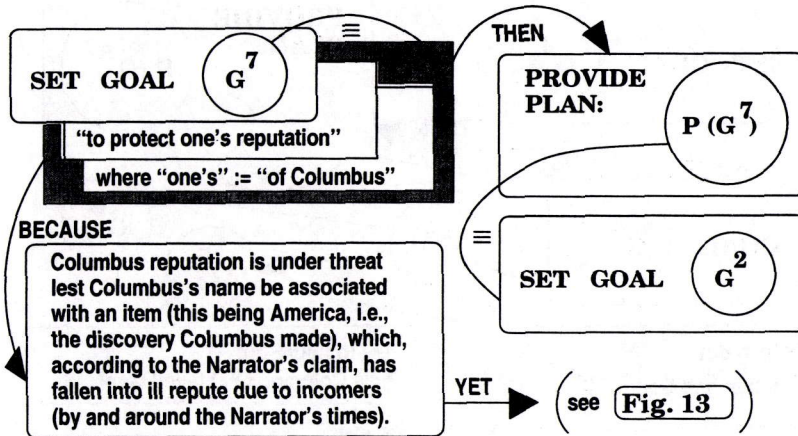 SET GOAL G^7
≡
"to protect one's reputation"
where "one's" := "of Columbus"
BECAUSE
Columbus reputation is under threat
lest Columbus's name be associated
with an item (this being America, i.e.,
the discovery Columbus made), which,
according to the Narrator's claim, has
fallen into ill repute due to incomers
(by and around the Narrator's times).
YET
(see Fig. 13)
THEN
PROVIDE
PLAN:
P (G^7)
≡
SET GOAL G^2